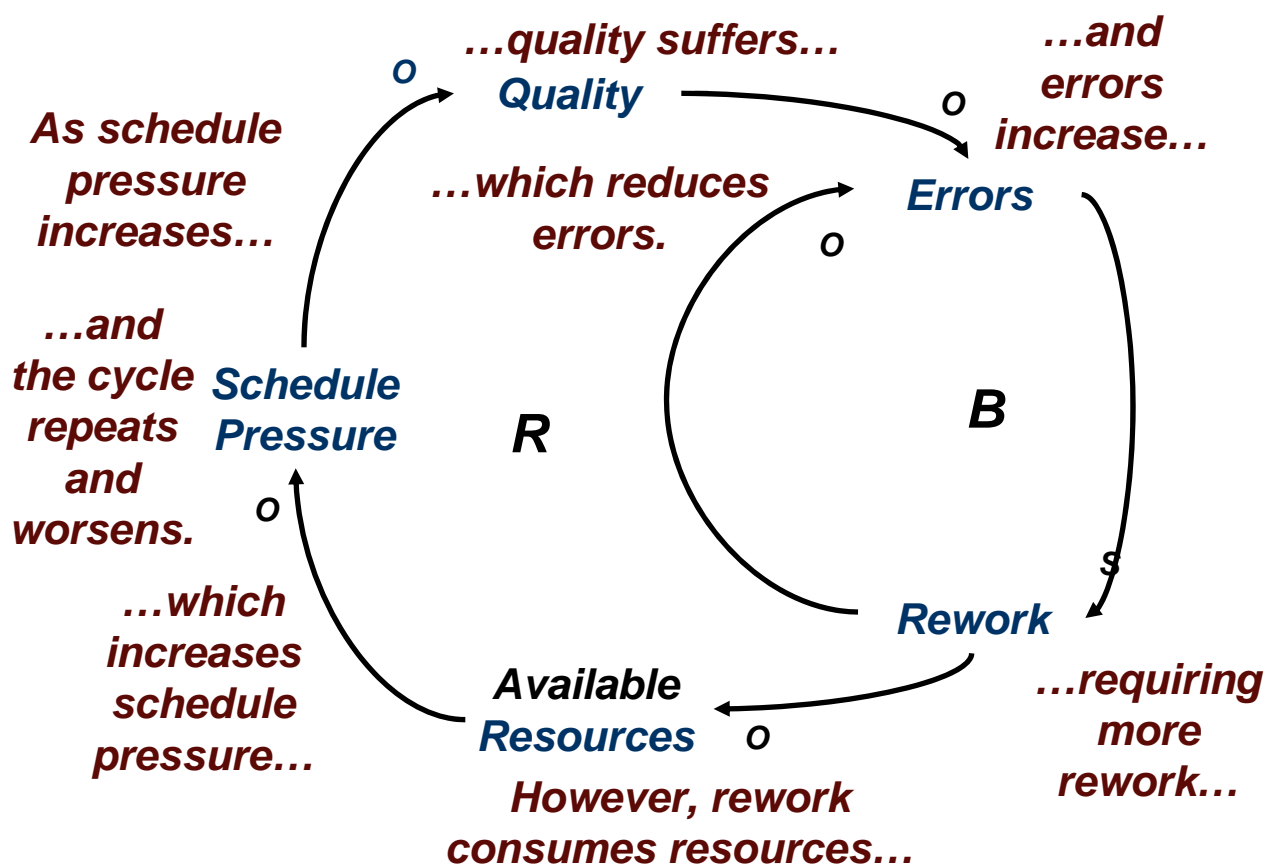 …quality suffers…
O
Quality
…and
errors
increase…
O
As schedule
pressure
increases…
…which reduces
errors.
O
Errors
…and
the cycle
repeats
and
worsens.
Schedule
Pressure
R
B
O
S
…which
increases
schedule
pressure…
Available
Resources
O
Rework
…requiring
more
rework…
However, rework
consumes resources…